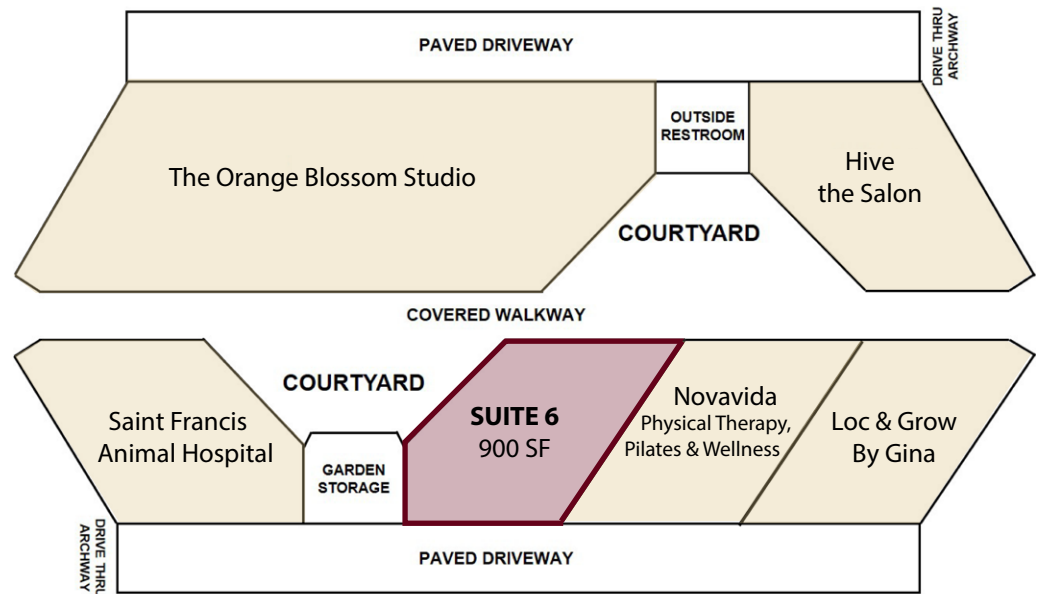 PAVED DRIVEWAY
DRIVE THRU
ARCHWAY
OUTSIDE
RESTROOM
The Orange Blossom Studio
Hive
the Salon
COURTYARD
COVERED WALKWAY
COURTYARD
Saint Francis
Animal Hospital
GARDEN
STORAGE
SUITE 6
900 SF
Novavida
Physical Therapy,
Pilates & Wellness
Loc & Grow
By Gina
DRIVE THRU
ARCHWAY
PAVED DRIVEWAY